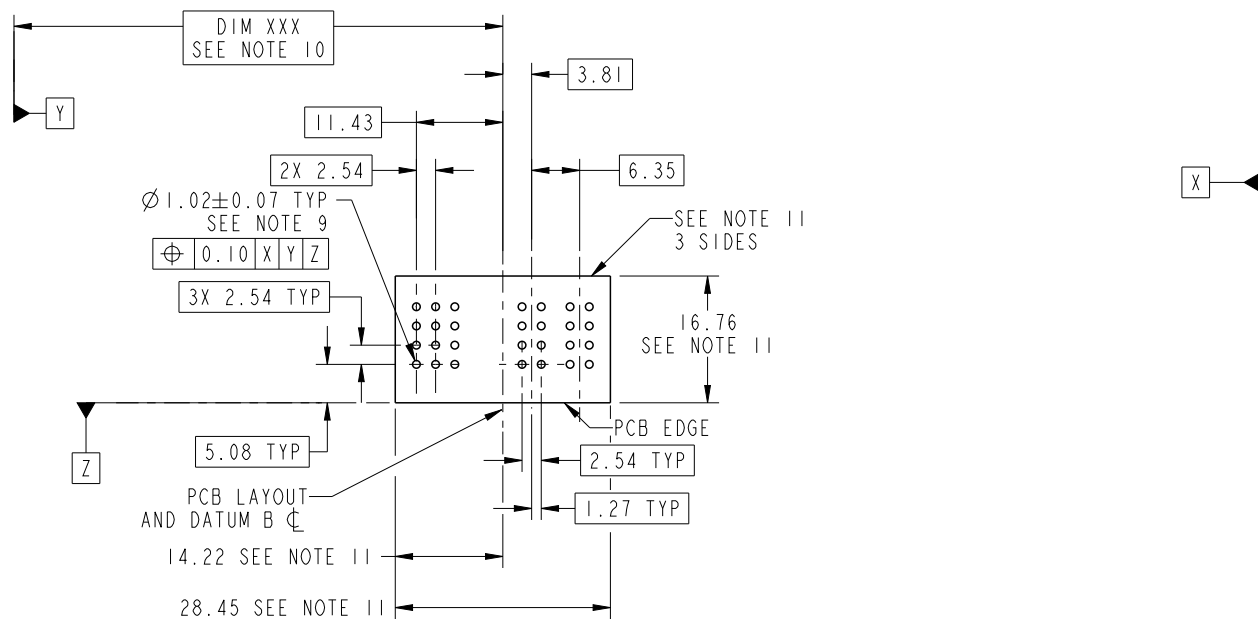 DIM XXX
SEE NOTE 10
3.81
Y
11.43
2X 2.54
6.35
X
Ø1.02±0.07 TYP
SEE NOTE 9
⌖ 0.10 X Y Z
SEE NOTE 11
3 SIDES
3X 2.54 TYP
16.76
SEE NOTE 11
PCB EDGE
5.08 TYP
2.54 TYP
Z
PCB LAYOUT
AND DATUM B ℄
1.27 TYP
14.22 SEE NOTE 11
28.45 SEE NOTE 11